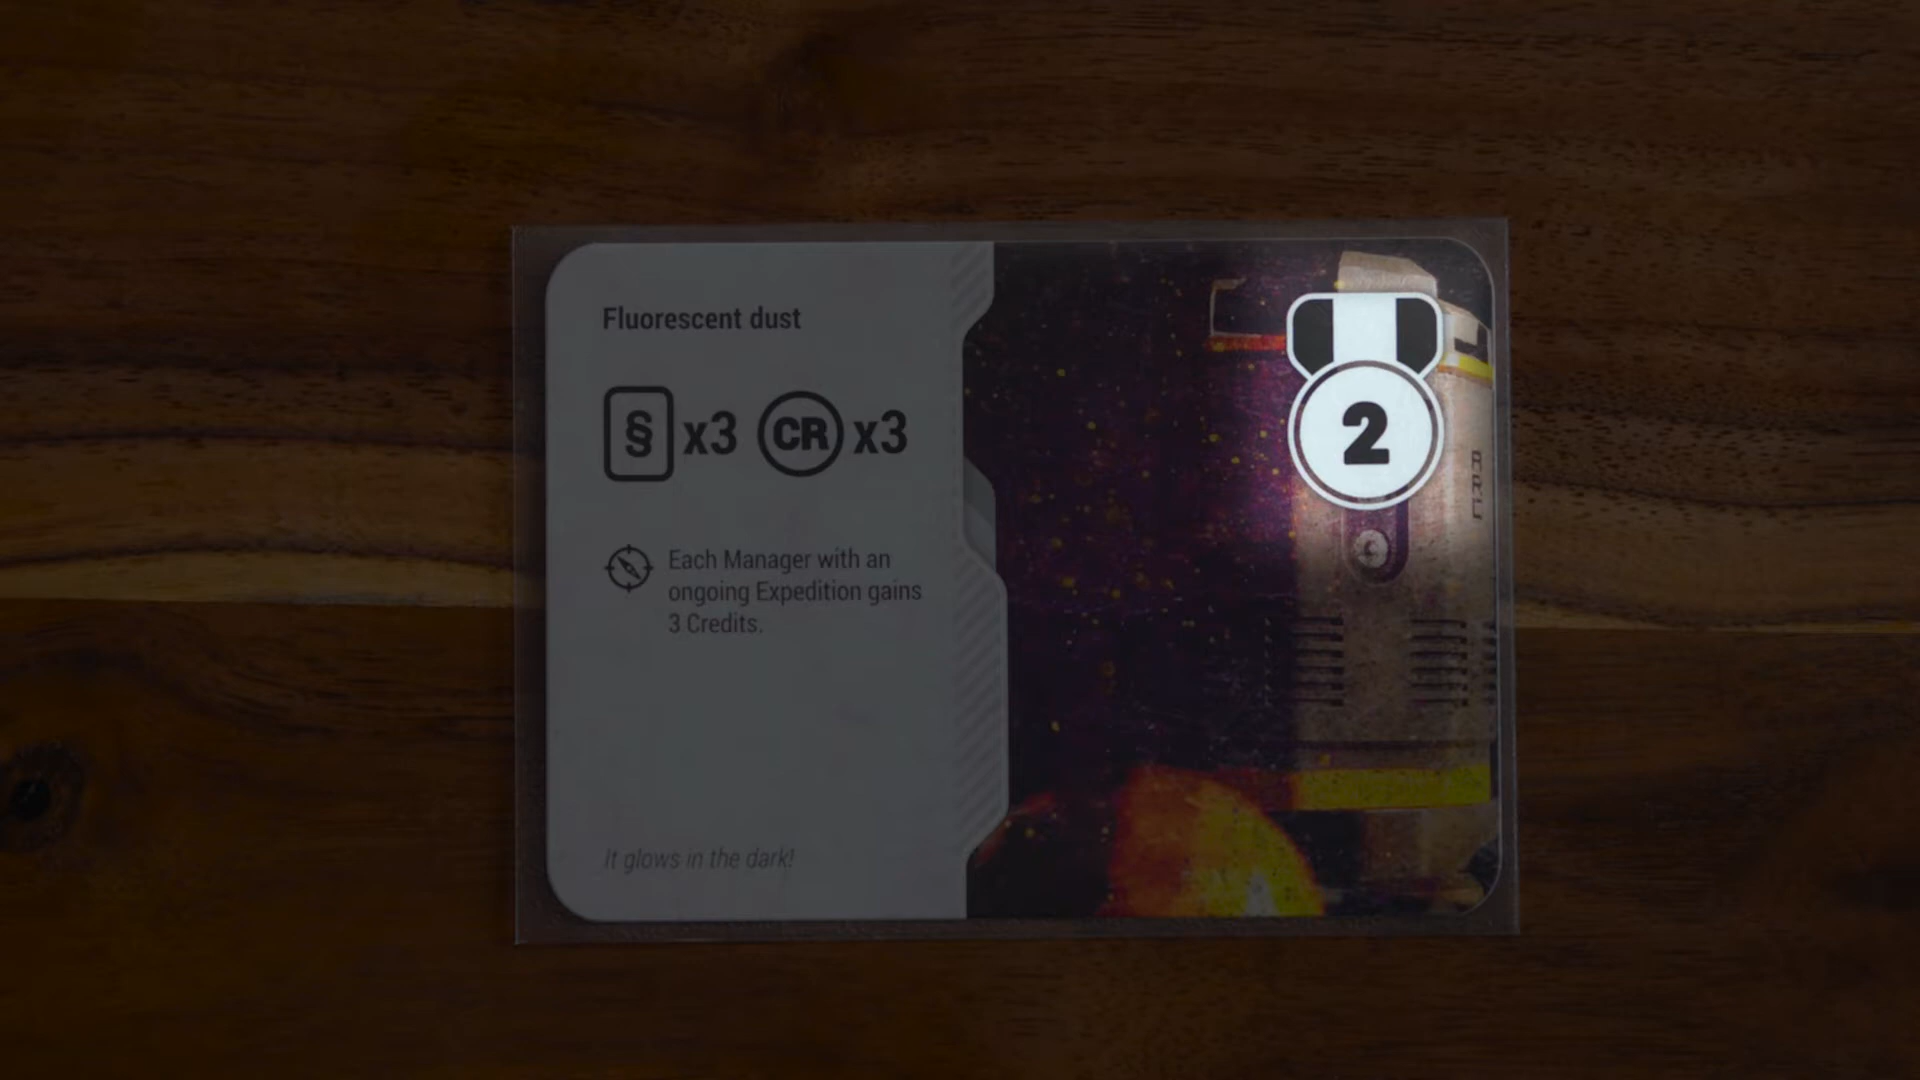 Fluorescent dust
§ x3 CR x3
2
ARC
Each Manager with an
ongoing Expedition gains
3 Credits.
It glows in the dark!